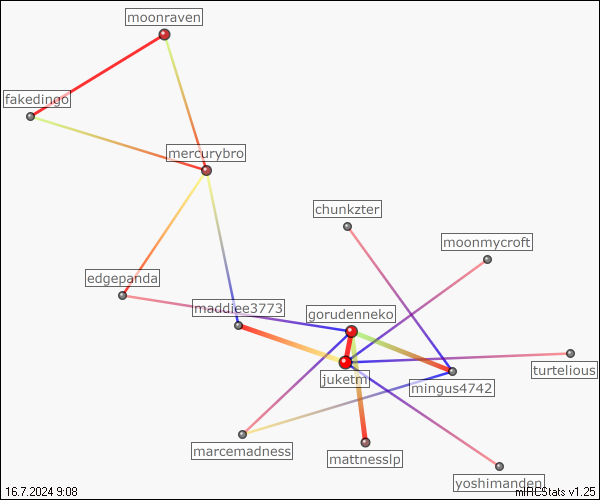 moonraven
fakedingo
mercurybro
chunkzter
moonmycroft
edgepanda
maddiee3773
gorudenneko
turtelious
juketm
mingus4742
marcemadness
mattnesslp
yoshimanden
16.7.2024 9:08
mIRCStats v1.25